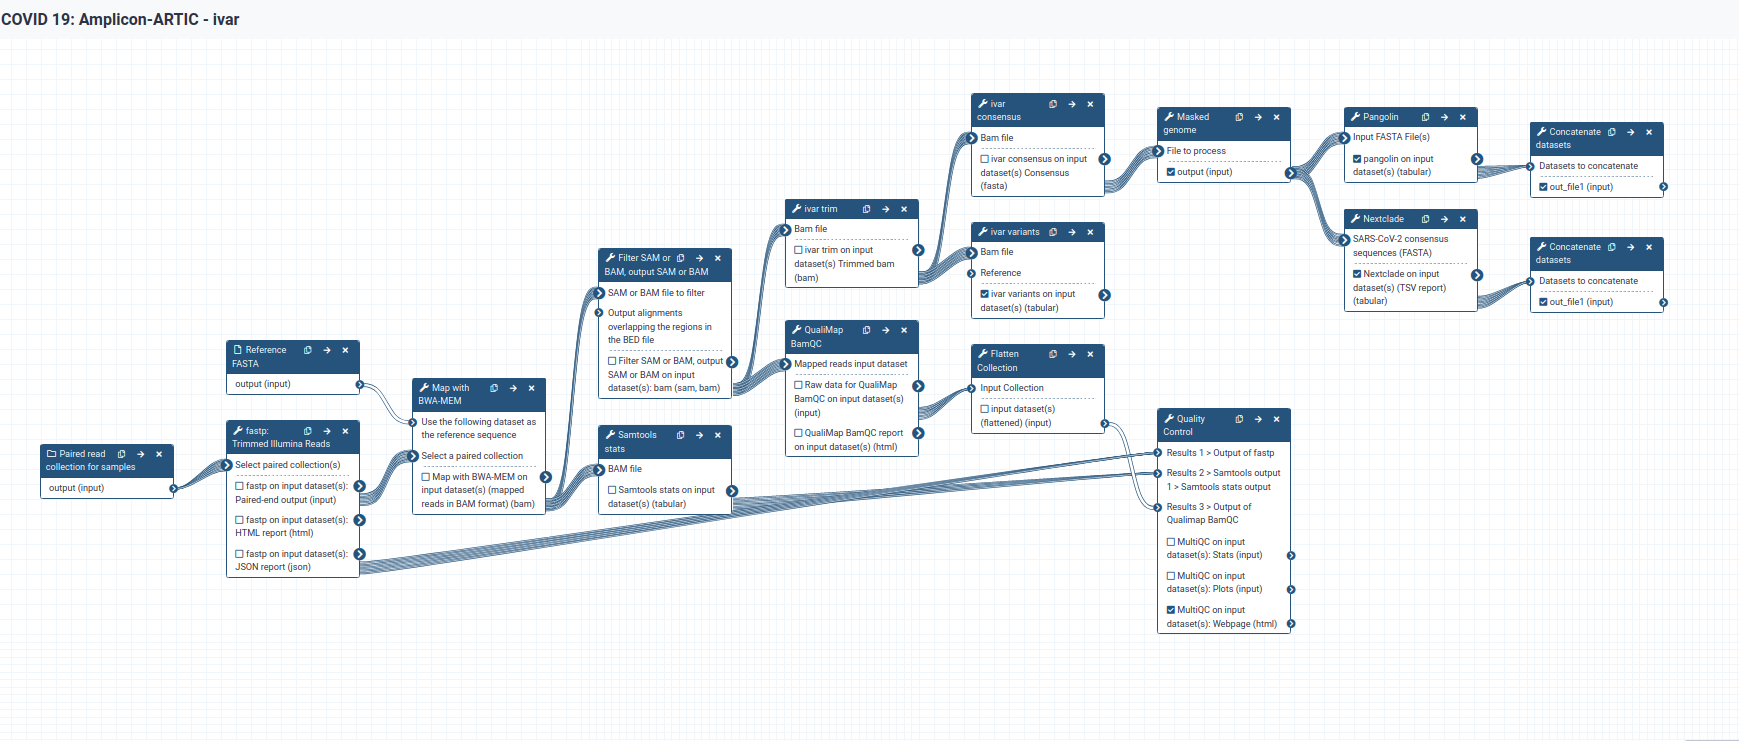 COVID 19: Amplicon-ARTIC - ivar
Paired read
collection for samples
output (input)
Reference
FASTA
output (input)
fastp:
Trimmed Illumina Reads
Select paired collection(s)
fastp on input dataset(s):
Paired-end output (input)
fastp on input dataset(s):
HTML report (html)
fastp on input dataset(s):
JSON report (json)
Map with
BWA-MEM
Use the following dataset as
the reference sequence
Select a paired collection
Map with BWA-MEM on
input dataset(s) (mapped
reads in BAM format) (bam)
Filter SAM or
BAM, output SAM or BAM
SAM or BAM file to filter
Output alignments
overlapping the regions in
the BED file
Filter SAM or BAM, output
SAM or BAM on input
dataset(s): bam (sam, bam)
Samtools
stats
BAM file
Samtools stats on input
dataset(s) (tabular)
ivar trim
Bam file
ivar trim on input
dataset(s) Trimmed bam
(bam)
QualiMap
BamQC
Mapped reads input dataset
Raw data for QualiMap
BamQC on input dataset(s)
(input)
QualiMap BamQC report
on input dataset(s) (html)
ivar
consensus
Bam file
ivar consensus on input
dataset(s) Consensus
(fasta)
ivar variants
Bam file
Reference
ivar variants on input
dataset(s) (tabular)
Flatten
Collection
Input Collection
input dataset(s)
(flattened) (input)
Masked
genome
File to process
output (input)
Quality
Control
Results 1 > Output of fastp
Results 2 > Samtools output
1 > Samtools stats output
Results 3 > Output of
Qualimap BamQC
MultiQC on input
dataset(s): Stats (input)
MultiQC on input
dataset(s): Plots (input)
MultiQC on input
dataset(s): Webpage (html)
Pangolin
Input FASTA File(s)
pangolin on input
dataset(s) (tabular)
Nextclade
SARS-CoV-2 consensus
sequences (FASTA)
Nextclade on input
dataset(s) (TSV report)
(tabular)
Concatenate
datasets
Datasets to concatenate
out_file1 (input)
Concatenate
datasets
Datasets to concatenate
out_file1 (input)